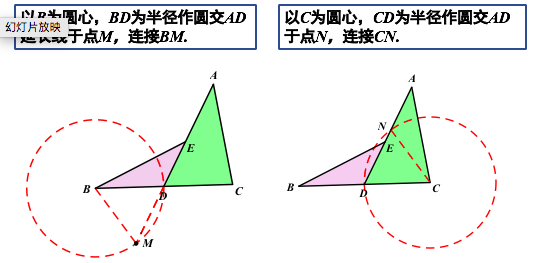 以B为圆心，BD为半径作圆交AD
延长线于点M，连接BM.
幻灯片放映
以C为圆心，CD为半径作圆交AD
于点N，连接CN.
A
E
B
D
C
M
A
N
E
B
D
C